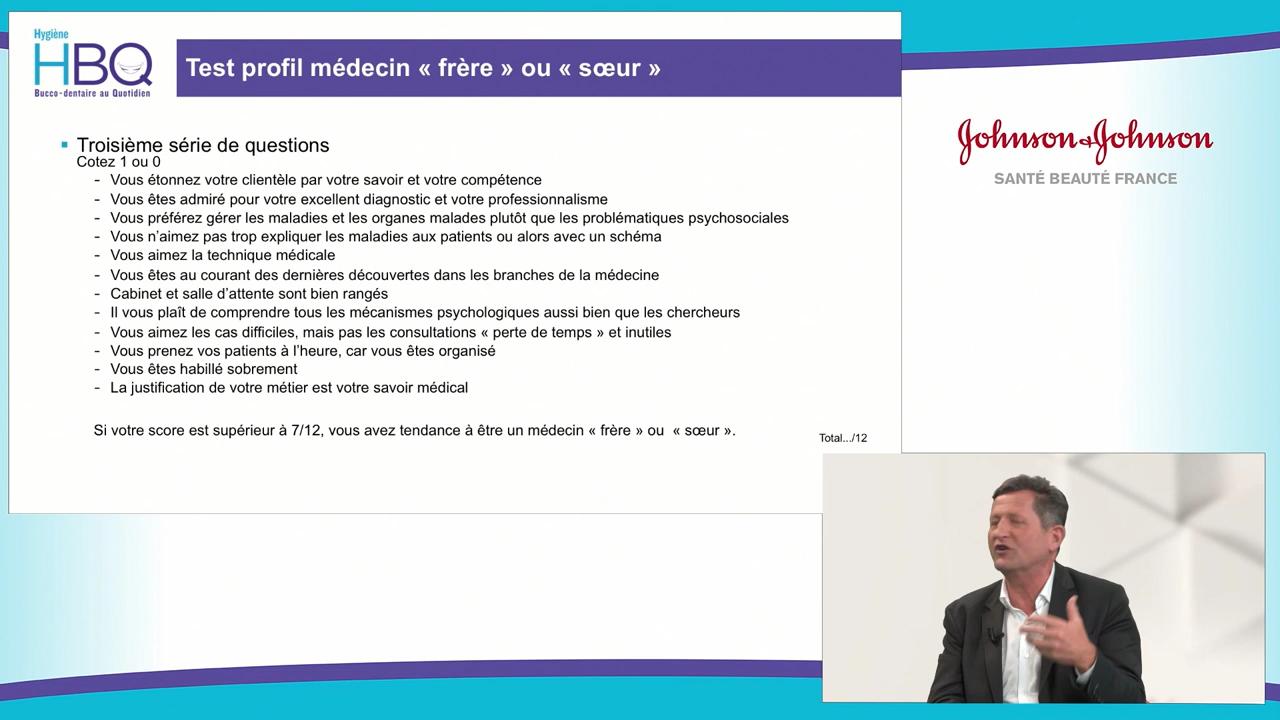 Hygiène
HBQ
Bucco-dentaire au Quotidien
Test profil médecin « frère » ou « sœur »
Johnson & Johnson
SANTÉ BEAUTÉ FRANCE
Troisième série de questions
Cotez 1 ou 0
- Vous étonnez votre clientèle par votre savoir et votre compétence
- Vous êtes admiré pour votre excellent diagnostic et votre professionnalisme
- Vous préférez gérer les maladies et les organes malades plutôt que les problématiques psychosociales
- Vous n’aimez pas trop expliquer les maladies aux patients ou alors avec un schéma
- Vous aimez la technique médicale
- Vous êtes au courant des dernières découvertes dans les branches de la médecine
- Cabinet et salle d’attente sont bien rangés
- Il vous plaît de comprendre tous les mécanismes psychologiques aussi bien que les chercheurs
- Vous aimez les cas difficiles, mais pas les consultations « perte de temps » et inutiles
- Vous prenez vos patients à l’heure, car vous êtes organisé
- Vous êtes habillé sobrement
- La justification de votre métier est votre savoir médical
Si votre score est supérieur à 7/12, vous avez tendance à être un médecin « frère » ou « sœur ».
Total.../12